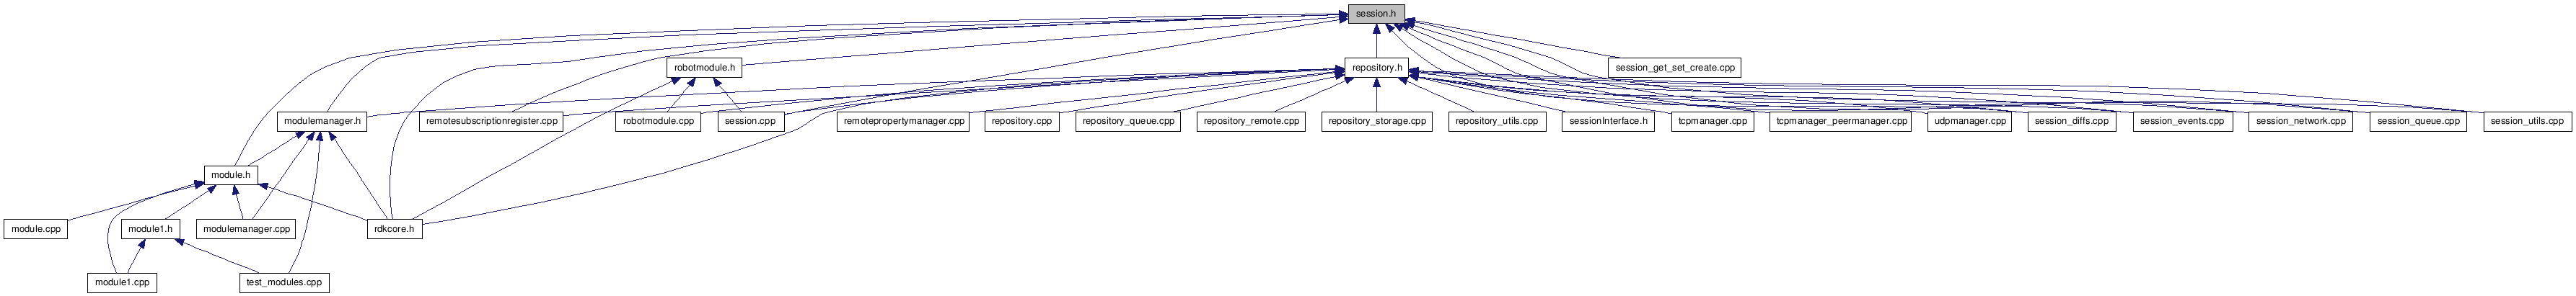 session.h
robotmodule.h
repository.h
session_get_set_create.cpp
modulemanager.h
remotesubscriptionregister.cpp
robotmodule.cpp
session.cpp
remotepropertymanager.cpp
repository.cpp
repository_queue.cpp
repository_remote.cpp
repository_storage.cpp
repository_utils.cpp
sessionInterface.h
tcpmanager.cpp
tcpmanager_peermanager.cpp
udpmanager.cpp
session_diffs.cpp
session_events.cpp
session_network.cpp
session_queue.cpp
session_utils.cpp
module.h
module.cpp
module1.h
modulemanager.cpp
rdkcore.h
module1.cpp
test_modules.cpp